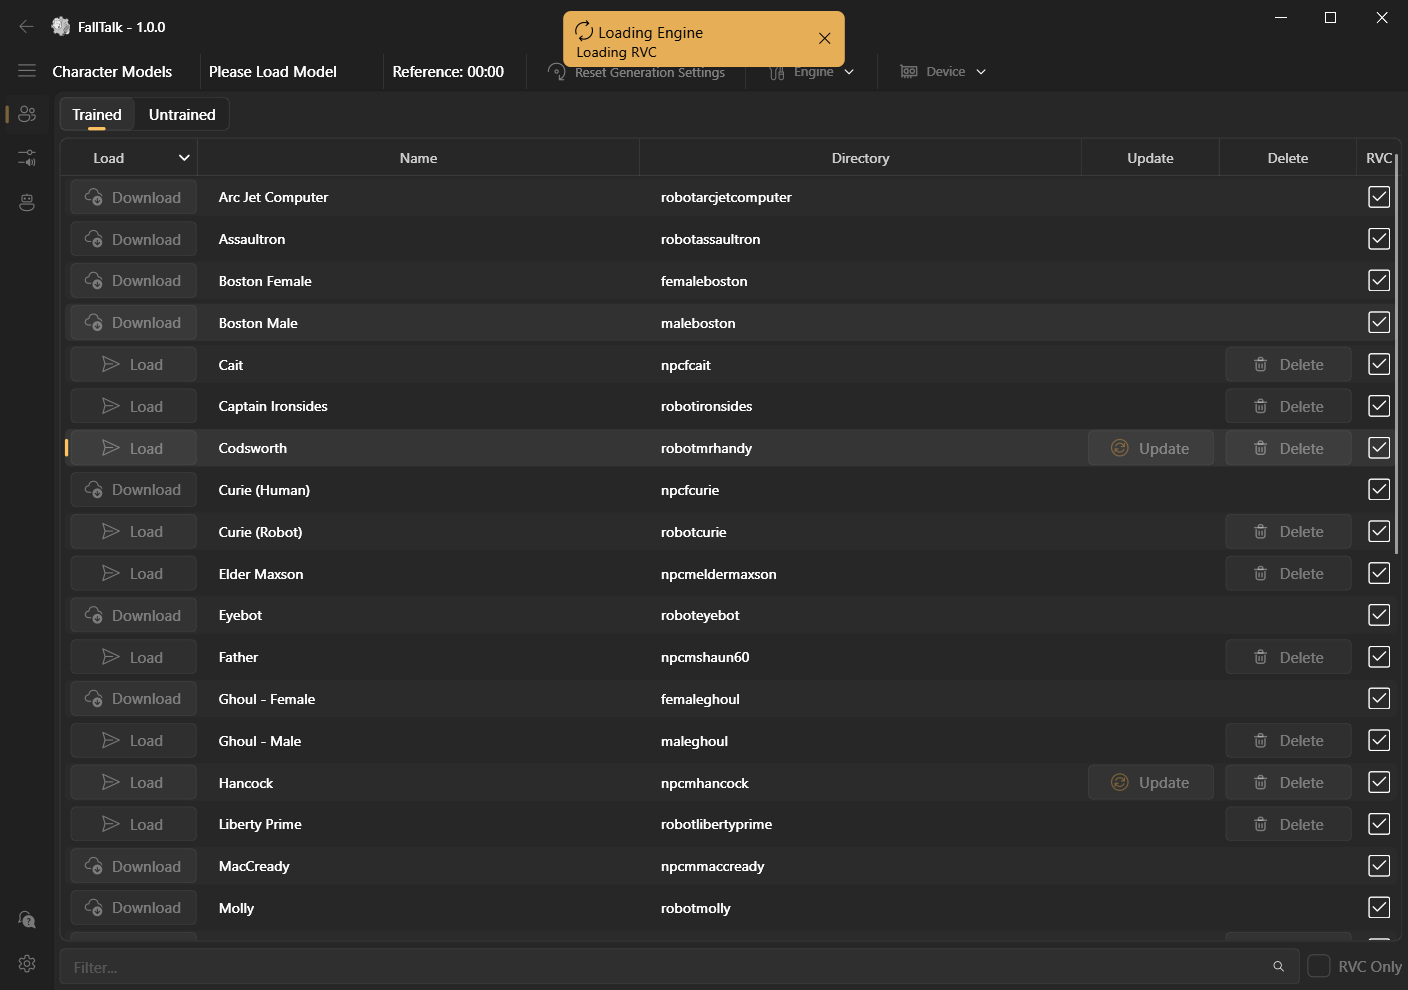 FallTalk - 1.0.0
Loading Engine
Loading RVC
Character Models
Please Load Model
Reference: 00:00
Reset Generation Settings
Engine
Device
Trained
Untrained
Load Name Directory Update Delete RVC
Download Arc Jet Computer robotarcjetcomputer
Download Assaultron robotassaultron
Download Boston Female femaleboston
Download Boston Male maleboston
Load Cait npcfcait Delete
Load Captain Ironsides robotironsides Delete
Load Codsworth robotmrhandy Update Delete
Download Curie (Human) npcfcurie
Load Curie (Robot) robotcurie Delete
Load Elder Maxson npcmeldermaxson Delete
Download Eyebot roboteyebot
Load Father npcmshaun60 Delete
Download Ghoul - Female femaleghoul
Load Ghoul - Male maleghoul Delete
Load Hancock npcmhancock Update Delete
Load Liberty Prime robotlibertyprime Delete
Download MacCready npcmmaccready
Download Molly robotmolly
Filter...
RVC Only